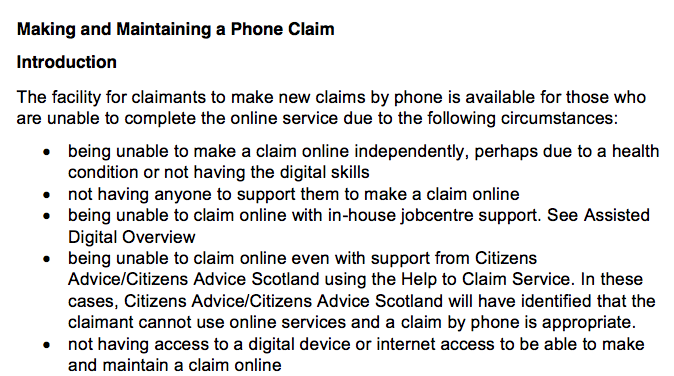 Making and Maintaining a Phone Claim
Introduction
The facility for claimants to make new claims by phone is available for those who
are unable to complete the online service due to the following circumstances:
• being unable to make a claim online independently, perhaps due to a health
condition or not having the digital skills
• not having anyone to support them to make a claim online
• being unable to claim online with in-house jobcentre support. See Assisted
Digital Overview
• being unable to claim online even with support from Citizens
Advice/Citizens Advice Scotland using the Help to Claim Service. In these
cases, Citizens Advice/Citizens Advice Scotland will have identified that the
claimant cannot use online services and a claim by phone is appropriate.
• not having access to a digital device or internet access to be able to make
and maintain a claim online